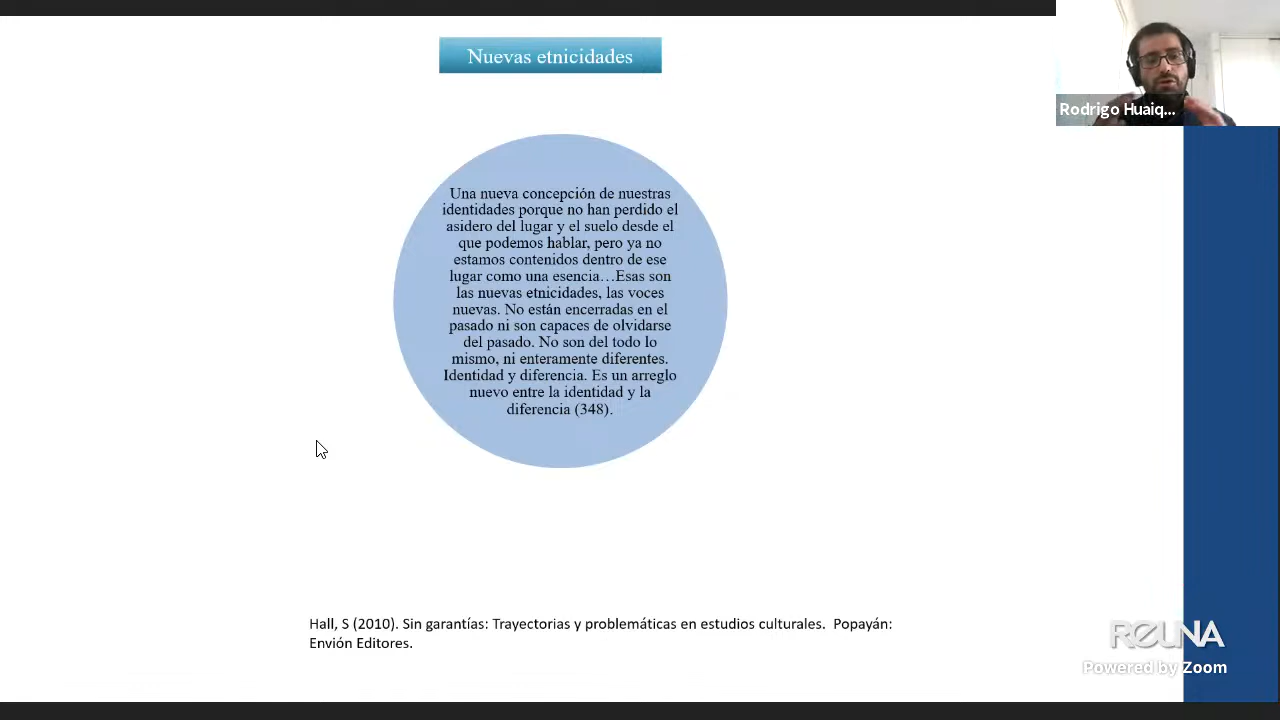 Nuevas etnicidades
Rodrigo Huaiq...
Una nueva concepción de nuestras
identidades porque no han perdido el
asidero del lugar y el suelo desde el
que podemos hablar, pero ya no
estamos contenidos dentro de ese
lugar como una esencia…Esas son
las nuevas etnicidades, las voces
nuevas. No están encerradas en el
pasado ni son capaces de olvidarse
del pasado. No son del todo lo
mismo, ni enteramente diferentes.
Identidad y diferencia. Es un arreglo
nuevo entre la identidad y la
diferencia (348).
Hall, S (2010). Sin garantías: Trayectorias y problemáticas en estudios culturales. Popayán:
Envión Editores.
REUNA
Powered by Zoom